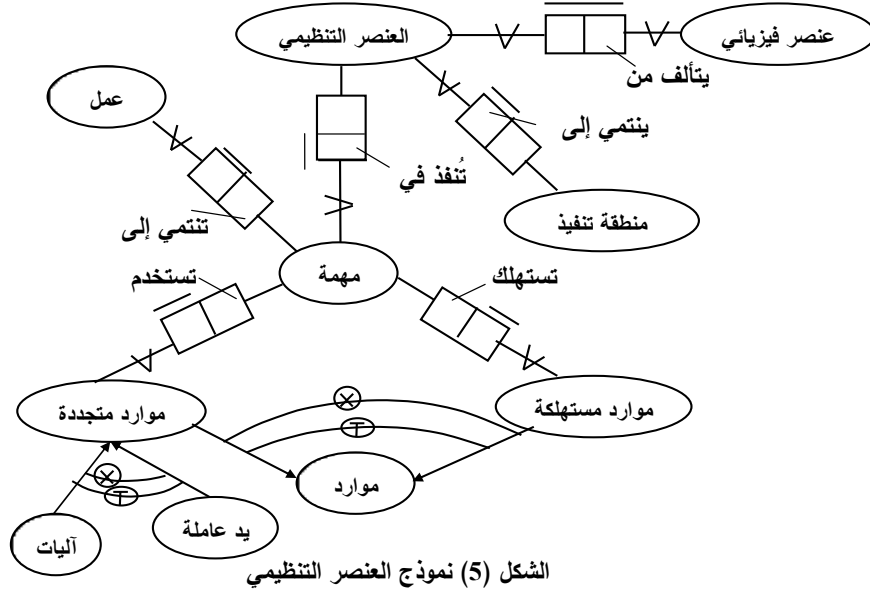 العنصر التنظيمي
عنصر فيزيائي
يتألف من
عمل
ينتمي إلى
تُنفذ في
منطقة تنفيذ
تنتمي إلى
مهمة
تستخدم
تستهلك
موارد متجددة
موارد مستهلكة
X
T
موارد
X
T
آليات
يد عاملة
الشكل (5) نموذج العنصر التنظيمي